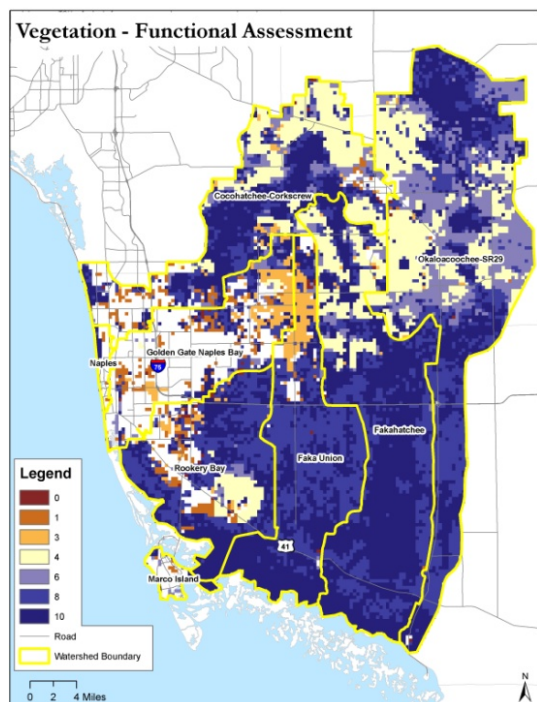 Vegetation - Functional Assessment
Cocohatchee-Corkscrew
Okaloacoochee-SR29
Naples
Golden Gate Naples Bay
75
Fakahatchee
Rookery Bay
Faka Union
41
Marco Island
Legend
0
1
3
4
6
8
10
Road
Watershed Boundary
0 2 4 Miles
N